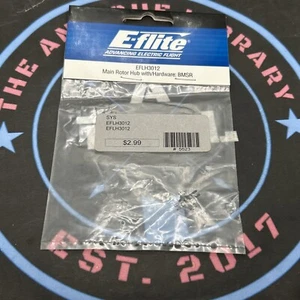 E-flite
ADVANCING ELECTRIC FLIGHT
EFLH3012
Main Rotor Hub with/Hardware: BMSR
SYS
EFLH3012
EFLH3012
$2.99
THE
LIBRARY
EST. 2017